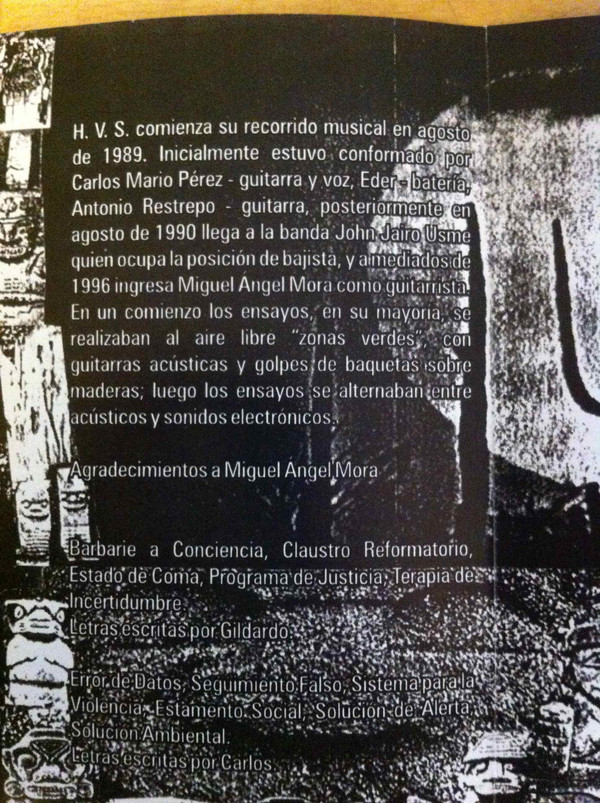 H. V. S. comienza su recorrido musical en agosto
de 1989. Inicialmente estuvo conformado por
Carlos Mario Pérez - guitarra y voz, Eder - batería,
Antonio Restrepo - guitarra, posteriormente en
agosto de 1990 llega a la banda John Jairo Usme
quien ocupa la posición de bajista, y a mediados de
1996 ingresa Miguel Ángel Mora como guitarrista.
En un comienzo los ensayos, en su mayoría, se
realizaban al aire libre "zonas verdes", con
guitarras acústicas y golpes de baquetas sobre
maderas; luego los ensayos se alternaban entre
acústicos y sonidos electrónicos.
Agradecimientos a Miguel Ángel Mora
Barbarie a Conciencia, Claustro Reformatorio,
Estado de Coma, Programa de Justicia, Terapia de
Incertidumbre.
Letras escritas por Gildardo.
Error de Datos, Seguimiento Falso, Sistema para la
Violencia, Estamento Social, Solución de Alerta,
Solución Ambiental.
Letras escritas por Carlos.